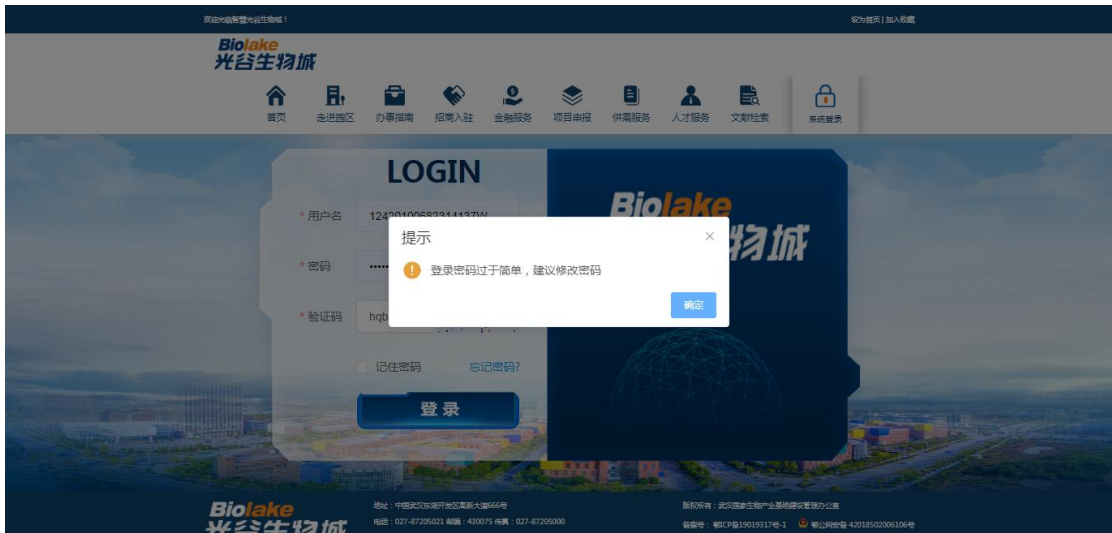 欢迎光临智慧光谷生物城！
设为首页 | 加入收藏
Biolake
光谷生物城
首页 走进园区 办事指南 招商入驻 金融服务 项目申报 供需服务 人才服务 文献检索 系统登录
LOGIN
Biolake
物城
* 用户名 12420100682314137W
提示
×
* 密码 •••••
登录密码过于简单，建议修改密码
确定
* 验证码 hqb
记住密码 忘记密码?
登录
Biolake
光谷生物城
地址：中国武汉东湖开发区高新大道666号
电话：027-87205021 邮编：430075 传真：027-87205000
版权所有：武汉国家生物产业基地建设管理办公室
备案号：鄂ICP备19019317号-1 鄂公网安备 42018502006106号